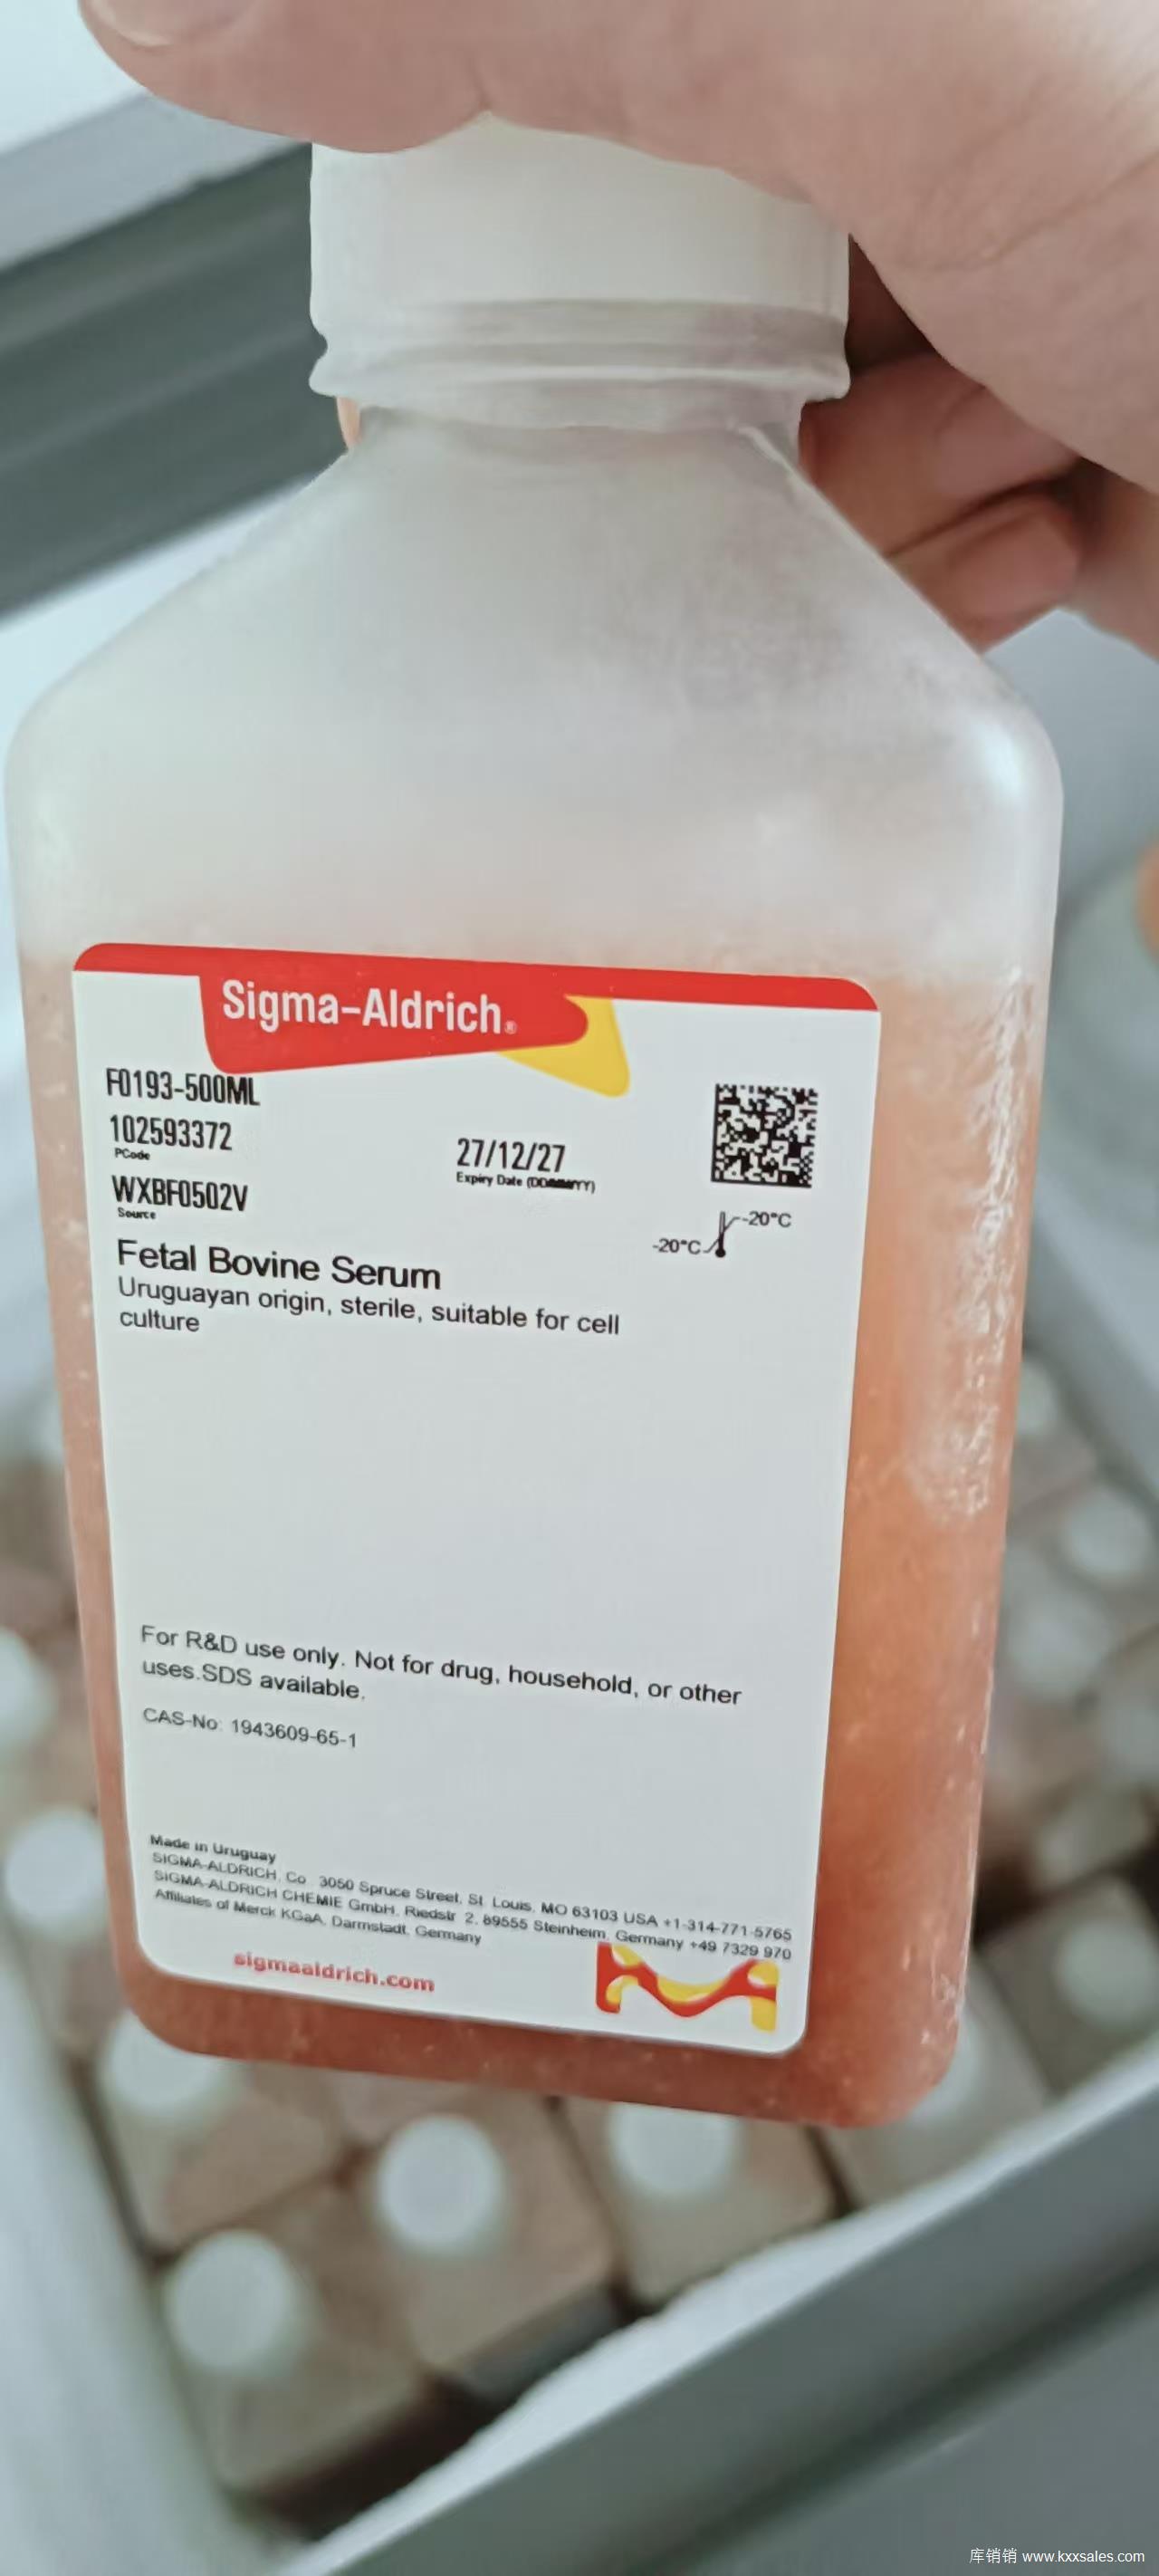 Sigma-Aldrich®
F0193-500ML
102593372
PCode
27/12/27
Expiry Date (DD/MM/YY)
WXBF0502V
Source
-20°C
-20°C
Fetal Bovine Serum
Uruguayan origin, sterile, suitable for cell
culture
For R&D use only. Not for drug, household, or other
uses.SDS available.
CAS-No: 1943609-65-1
Made in Uruguay
SIGMA-ALDRICH, Co. 3050 Spruce Street, St. Louis, MO 63103 USA +1-314-771-5765
SIGMA-ALDRICH CHEMIE GmbH, Riedstr. 2, 89555 Steinheim, Germany +49 7329 970
Affiliates of Merck KGaA, Darmstadt, Germany
sigmaaldrich.com
M
库销销 www.kxxsales.com